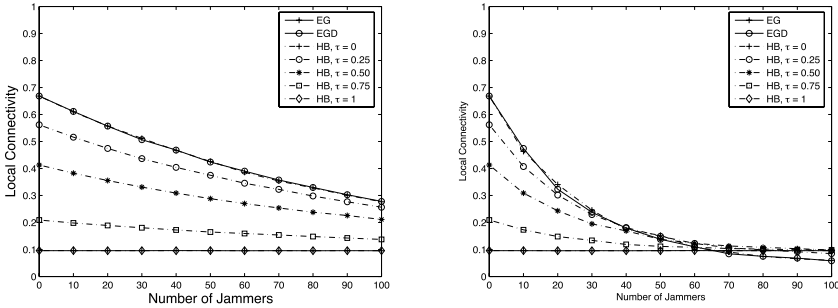 1
0.9
0.8
0.7
0.6
0.5
0.4
0.3
0.2
0.1
0
Local Connectivity
0 10 20 30 40 50 60 70 80 90 100
Number of Jammers
EG
EGD
HB, τ = 0
HB, τ = 0.25
HB, τ = 0.50
HB, τ = 0.75
HB, τ = 1
1
0.9
0.8
0.7
0.6
0.5
0.4
0.3
0.2
0.1
0
Local Connectivity
0 10 20 30 40 50 60 70 80 90 100
Number of Jammers
EG
EGD
HB, τ = 0
HB, τ = 0.25
HB, τ = 0.50
HB, τ = 0.75
HB, τ = 1